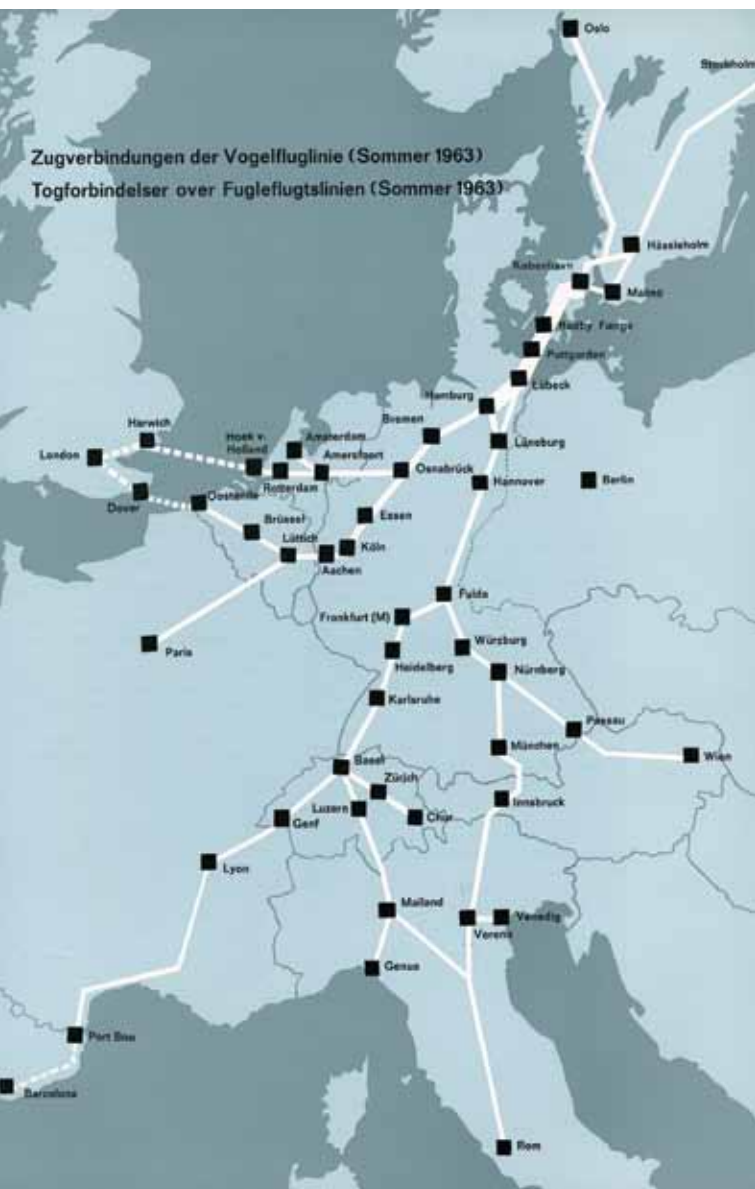 Oslo
Stockholm
Zugverbindungen der Vogelfluglinie (Sommer 1963)
Togforbindelser over Fugleflugtslinien (Sommer 1963)
Hässleholm
København
Malmö
Rødby Færge
Puttgarden
Lübeck
Hamburg
Bremen
Harwich
Hoek v.
Holland
Amsterdam
Lüneburg
London
Amersfoort
Osnabrück
Hannover
Berlin
Rotterdam
Dover
Oostende
Brüssel
Essen
Lüttich
Köln
Aachen
Fulda
Frankfurt (M)
Paris
Würzburg
Heidelberg
Nürnberg
Karlsruhe
Passau
München
Wien
Basel
Zürich
Innsbruck
Luzern
Genf
Chur
Lyon
Mailand
Venedig
Verona
Genua
Port Bou
Barcelona
Rom